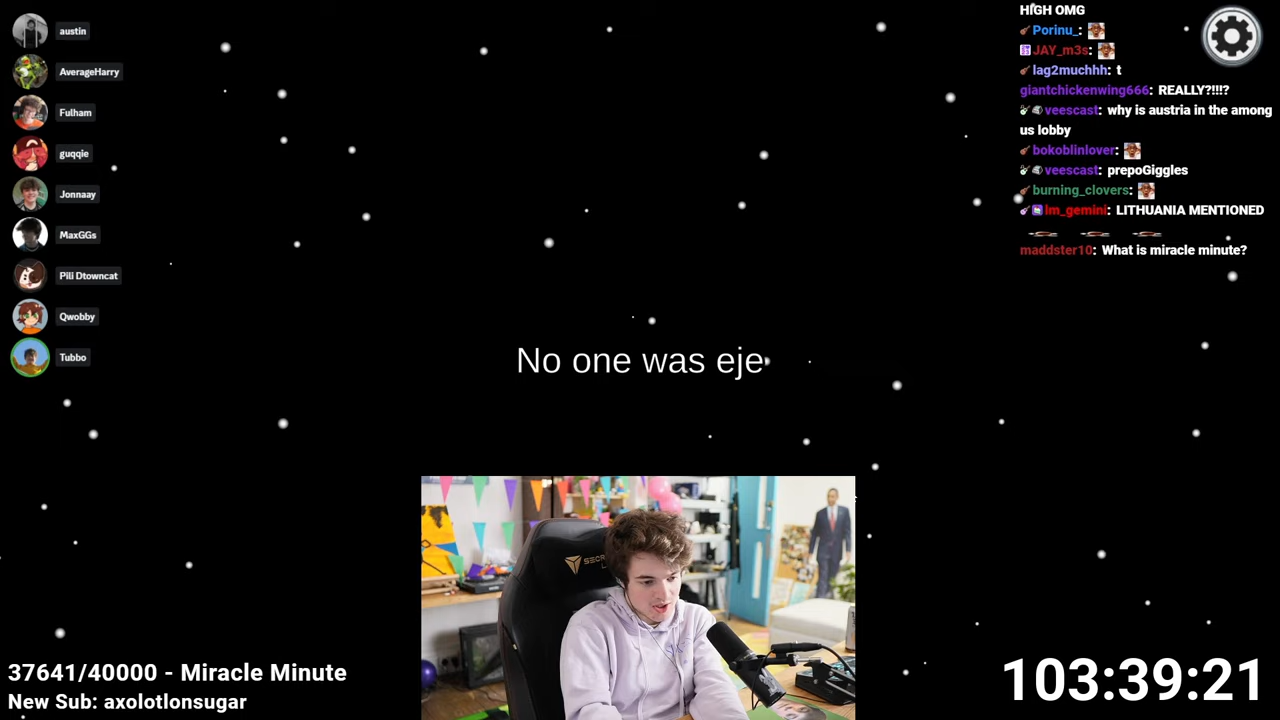 austin
AverageHarry
Fulham
guqqie
Jonnaay
MaxGGs
Pili Dtowncat
Qwobby
Tubbo
HIGH OMG
Porinu_:
JAY_m3s:
lag2muchhh: t
giantchickenwing666: REALLY?!!!?
veescast: why is austria in the among
us lobby
bokoblinlover:
veescast: prepoGiggles
burning_clovers:
lm_gemini: LITHUANIA MENTIONED
maddster10: What is miracle minute?
No one was eje
37641/40000 - Miracle Minute
New Sub: axolotlonsugar
103:39:21